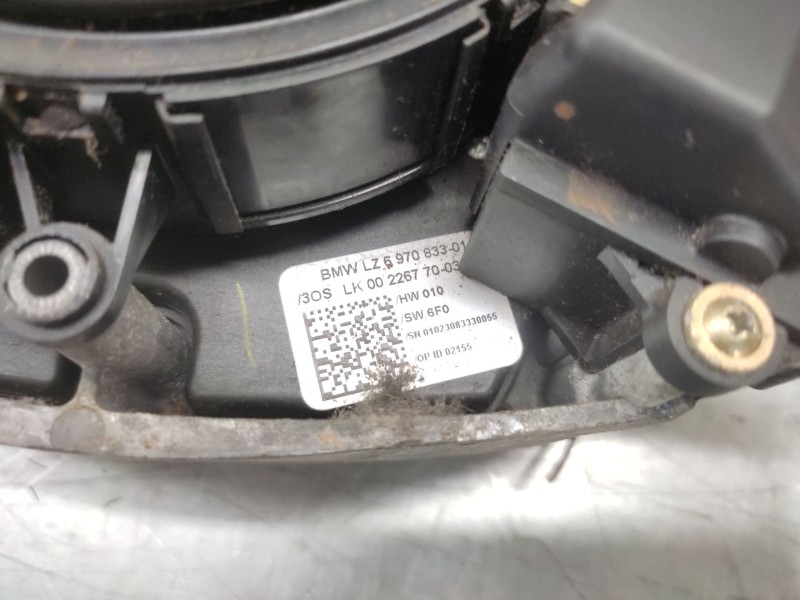 BMW LZ 6 970 833-01
/3OS LK 00 2267 70-03
/HW 010
/SW 6F0
/SN 01023083330055
/OP ID 02155